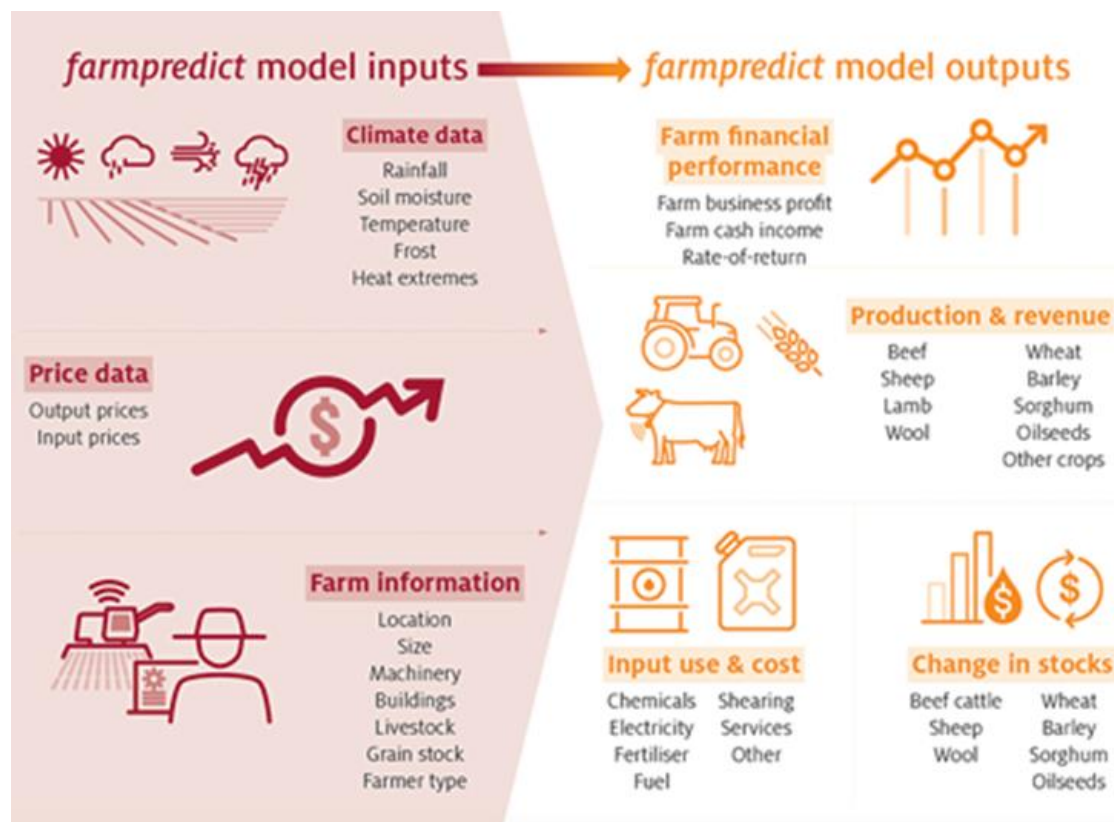 farmpredict model inputs
Climate data
Rainfall
Soil moisture
Temperature
Frost
Heat extremes
Price data
Output prices
Input prices
$
Farm information
Location
Size
Machinery
Buildings
Livestock
Grain stock
Farmer type
farmpredict model outputs
Farm financial
performance
Farm business profit
Farm cash income
Rate-of-return
Production & revenue
Beef
Sheep
Lamb
Wool
Wheat
Barley
Sorghum
Oilseeds
Other crops
Input use & cost
Chemicals
Electricity
Fertiliser
Fuel
Shearing
Services
Other
$
$
Change in stocks
Beef cattle
Sheep
Wool
Wheat
Barley
Sorghum
Oilseeds